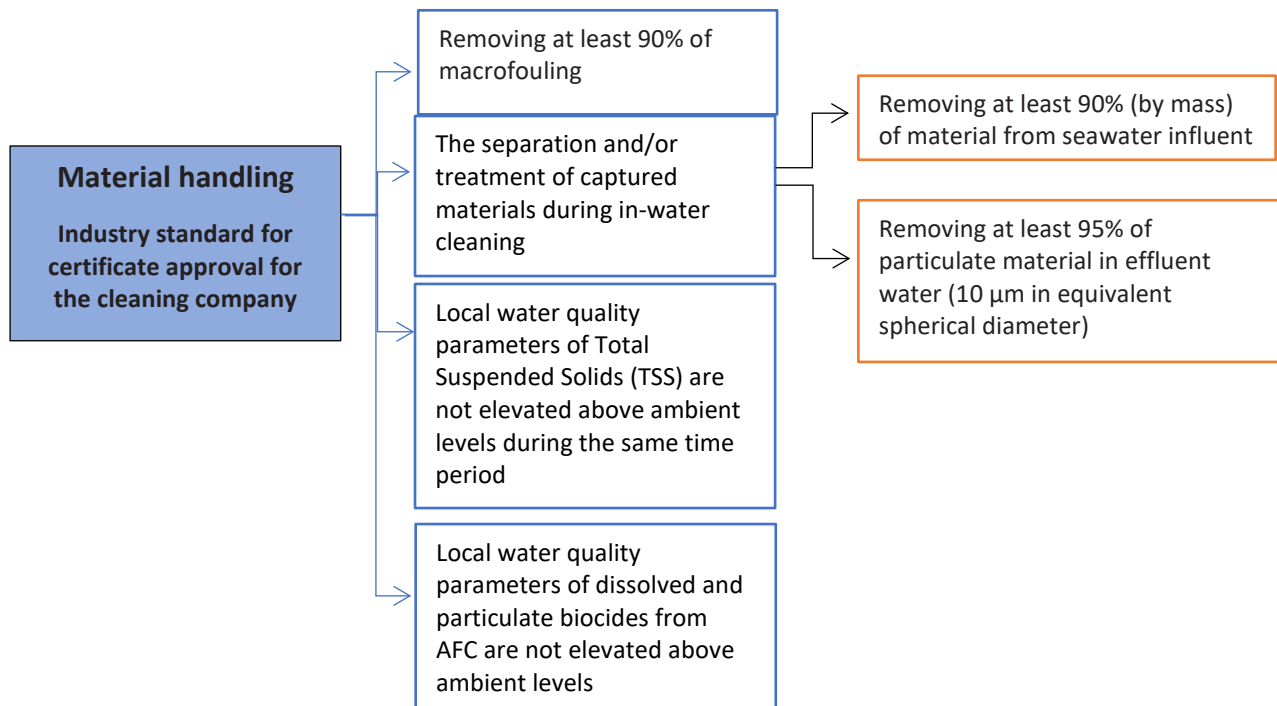 Material handling
Industry standard for
certificate approval for
the cleaning company
Removing at least 90% of
macrofouling
The separation and/or
treatment of captured
materials during in-water
cleaning
Local water quality
parameters of Total
Suspended Solids (TSS) are
not elevated above ambient
levels during the same time
period
Local water quality
parameters of dissolved and
particulate biocides from
AFC are not elevated above
ambient levels
Removing at least 90% (by mass)
of material from seawater influent
Removing at least 95% of
particulate material in effluent
water (10 µm in equivalent
spherical diameter)